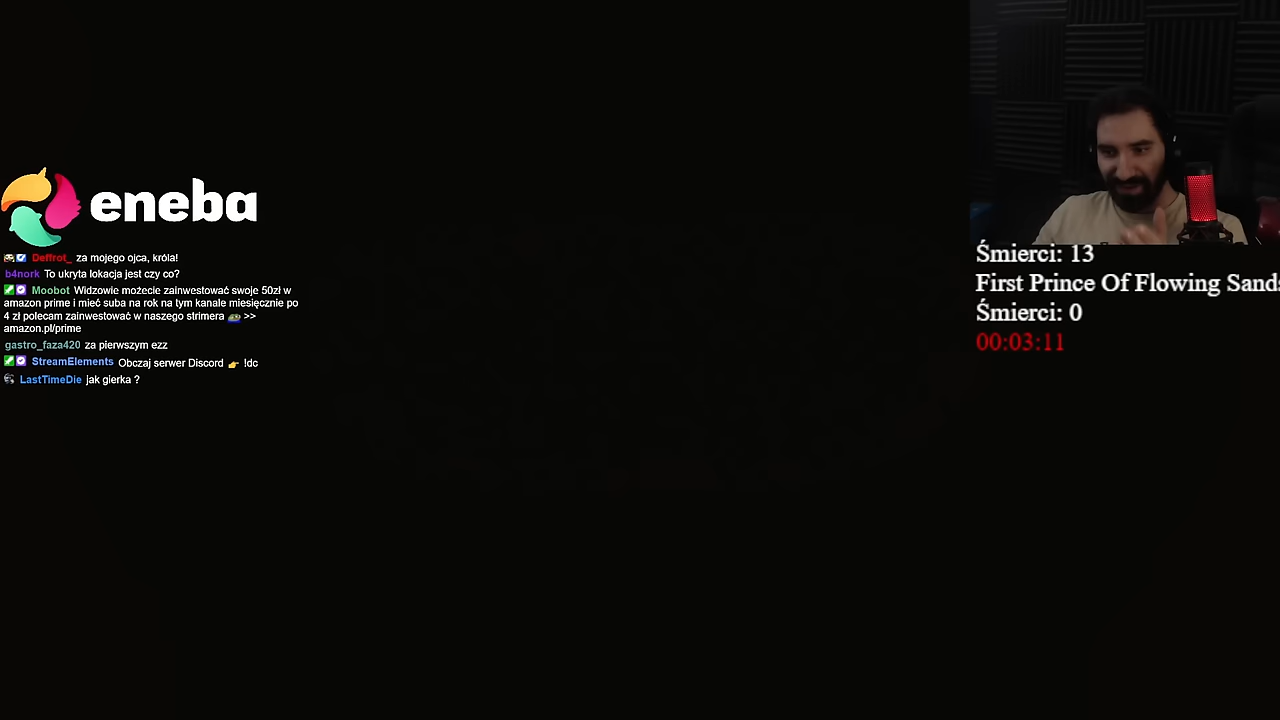 eneba
Deffrot_ za mojego ojca, króla!
b4nork To ukryta lokacja jest czy co?
Moobot Widzowie możecie zainwestować swoje 50zł w
amazon prime i mieć suba na rok na tym kanale miesięcznie po
4 zł polecam zainwestować w naszego strimera >>
amazon.pl/prime
gastro_faza420 za pierwszym ezz
StreamElements Obczaj serwer Discord !dc
LastTimeDie jak gierka ?
Śmierci: 13
First Prince Of Flowing Sands
Śmierci: 0
00:03:11